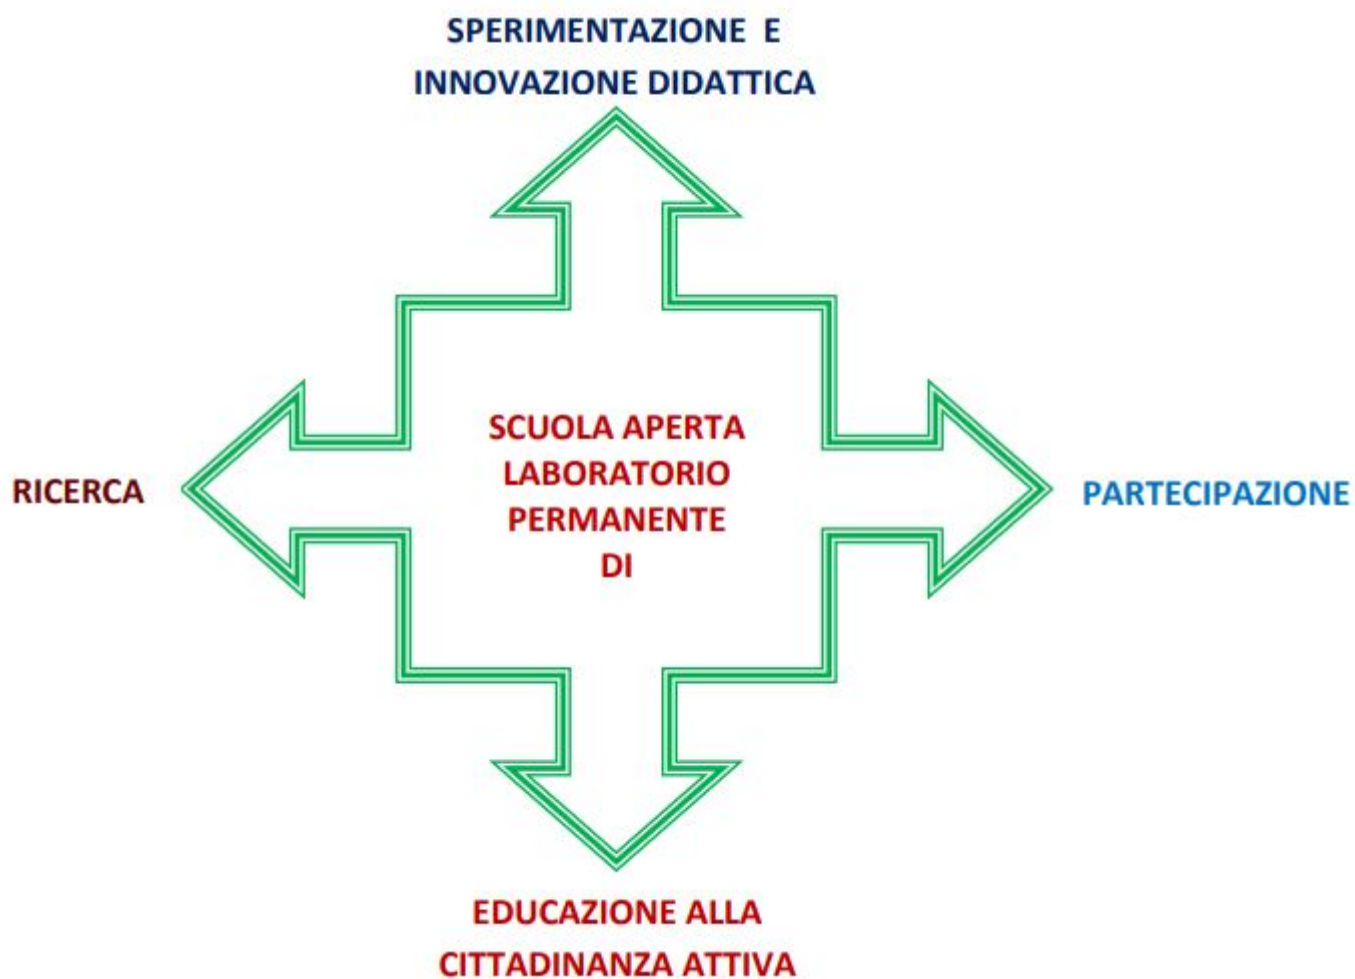 SPERIMENTAZIONE E
INNOVAZIONE DIDATTICA
SCUOLA APERTA
LABORATORIO
PERMANENTE
DI
RICERCA
PARTECIPAZIONE
EDUCAZIONE ALLA
CITTADINANZA ATTIVA